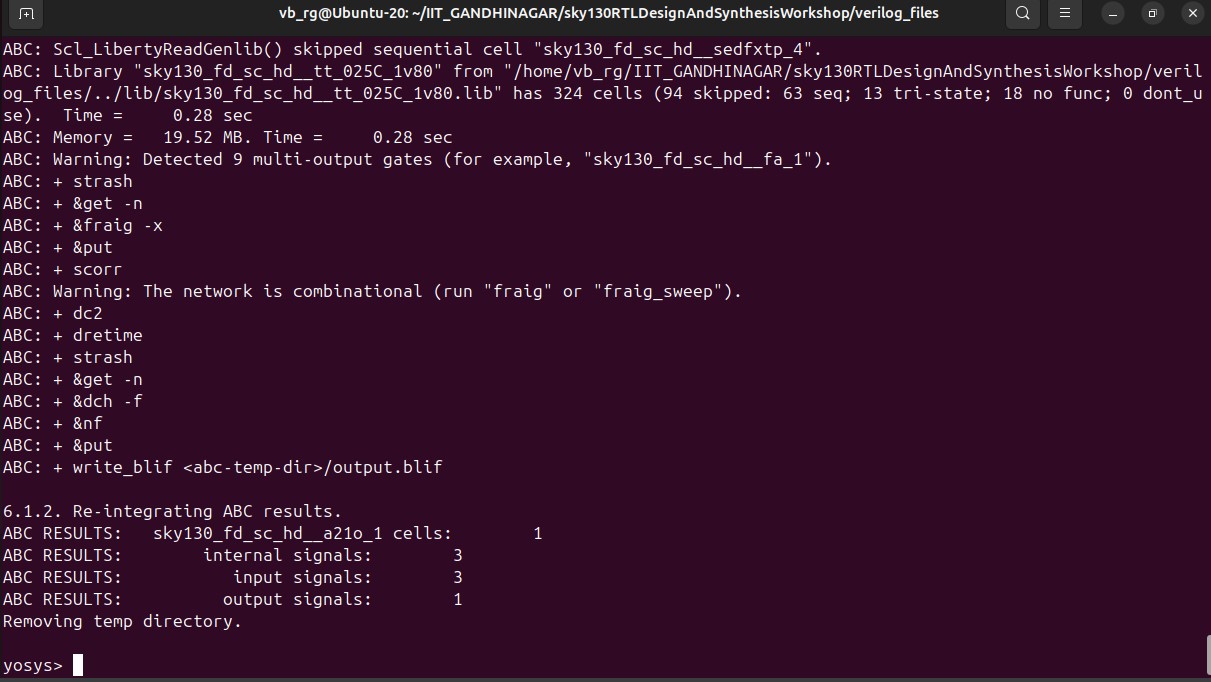 vb_rg@Ubuntu-20: ~/IIT_GANDHINAGAR/sky130RTLDesignAndSynthesisWorkshop/verilog_files
ABC: Scl_LibertyReadGenlib() skipped sequential cell "sky130_fd_sc_hd__sedfxtp_4".
ABC: Library "sky130_fd_sc_hd__tt_025C_1v80" from "/home/vb_rg/IIT_GANDHINAGAR/sky130RTLDesignAndSynthesisWorkshop/veril
og_files/../lib/sky130_fd_sc_hd__tt_025C_1v80.lib" has 324 cells (94 skipped: 63 seq; 13 tri-state; 18 no func; 0 dont_u
se).  Time =     0.28 sec
ABC: Memory =   19.52 MB. Time =     0.28 sec
ABC: Warning: Detected 9 multi-output gates (for example, "sky130_fd_sc_hd__fa_1").
ABC: + strash
ABC: + &get -n
ABC: + &fraig -x
ABC: + &put
ABC: + scorr
ABC: Warning: The network is combinational (run "fraig" or "fraig_sweep").
ABC: + dc2
ABC: + dretime
ABC: + strash
ABC: + &get -n
ABC: + &dch -f
ABC: + &nf
ABC: + &put
ABC: + write_blif <abc-temp-dir>/output.blif
6.1.2. Re-integrating ABC results.
ABC RESULTS:   sky130_fd_sc_hd__a21o_1 cells:        1
ABC RESULTS:        internal signals:        3
ABC RESULTS:           input signals:        3
ABC RESULTS:          output signals:        1
Removing temp directory.
yosys>